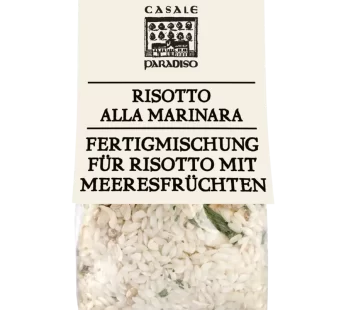 CASALE
PARADISO
RISOTTO
ALLA MARINARA
FERTIGMISCHUNG
FÜR RISOTTO MIT
MEERESFRÜCHTEN